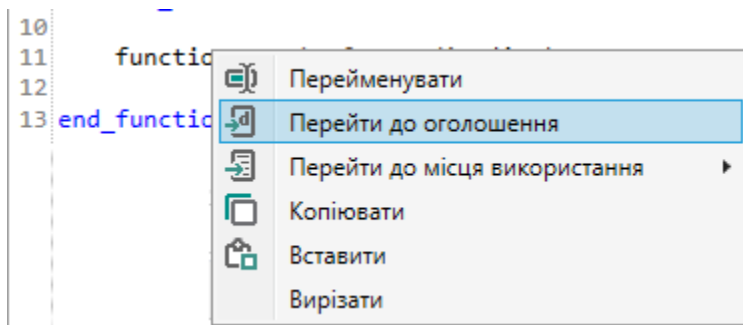 10
11 functio
Перейменувати
12
13 end_functio
Перейти до оголошення
Перейти до місця використання
Копіювати
Вставити
Вирізати